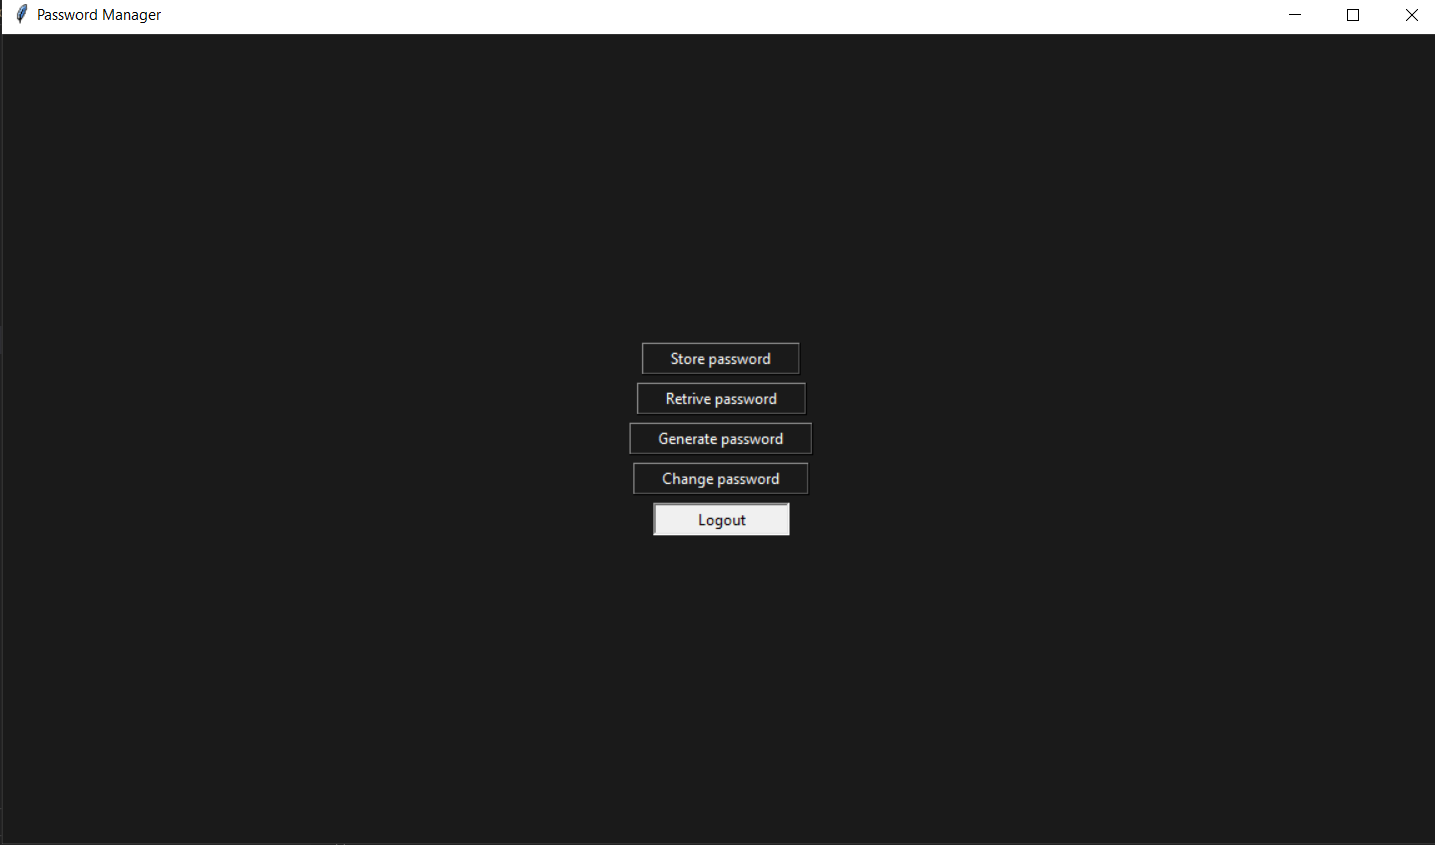 Password Manager
Store password
Retrive password
Generate password
Change password
Logout